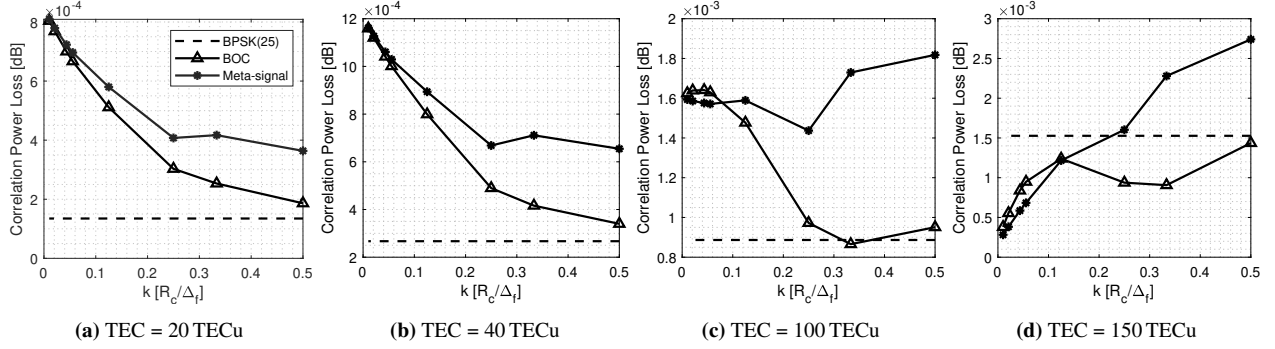 ×10⁻⁴
8
6
4
2
0
Correlation Power Loss [dB]
BPSK(25)
BOC
Meta-signal
0 0.1 0.2 0.3 0.4 0.5
k [R_c/Δ_f]
(a) TEC = 20 TECu
×10⁻⁴
12
10
8
6
4
2
Correlation Power Loss [dB]
0 0.1 0.2 0.3 0.4 0.5
k [R_c/Δ_f]
(b) TEC = 40 TECu
×10⁻³
2
1.8
1.6
1.4
1.2
1
0.8
Correlation Power Loss [dB]
0 0.1 0.2 0.3 0.4 0.5
k [R_c/Δ_f]
(c) TEC = 100 TECu
×10⁻³
3
2.5
2
1.5
1
0.5
0
Correlation Power Loss [dB]
0 0.1 0.2 0.3 0.4 0.5
k [R_c/Δ_f]
(d) TEC = 150 TECu